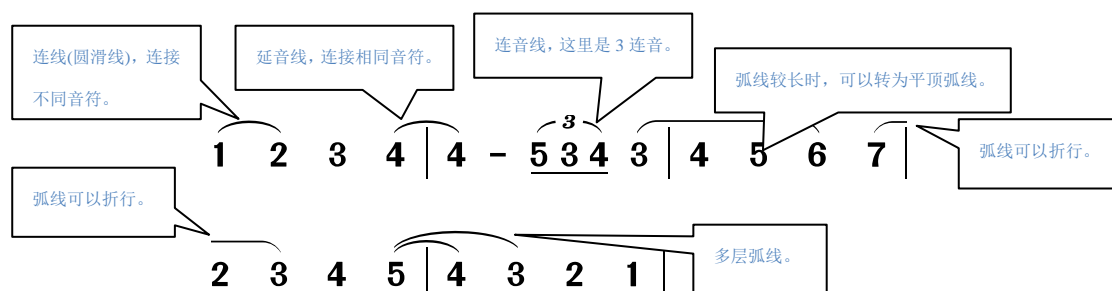 连线(圆滑线)，连接
不同音符。
延音线，连接相同音符。
连音线，这里是 3 连音。
弧线较长时，可以转为平顶弧线。
3
1 2 3 4 | 4 - 5 3 4 3 | 4 5 6 7 |
弧线可以折行。
弧线可以折行。
2 3 4 5 | 4 3 2 1 |
多层弧线。